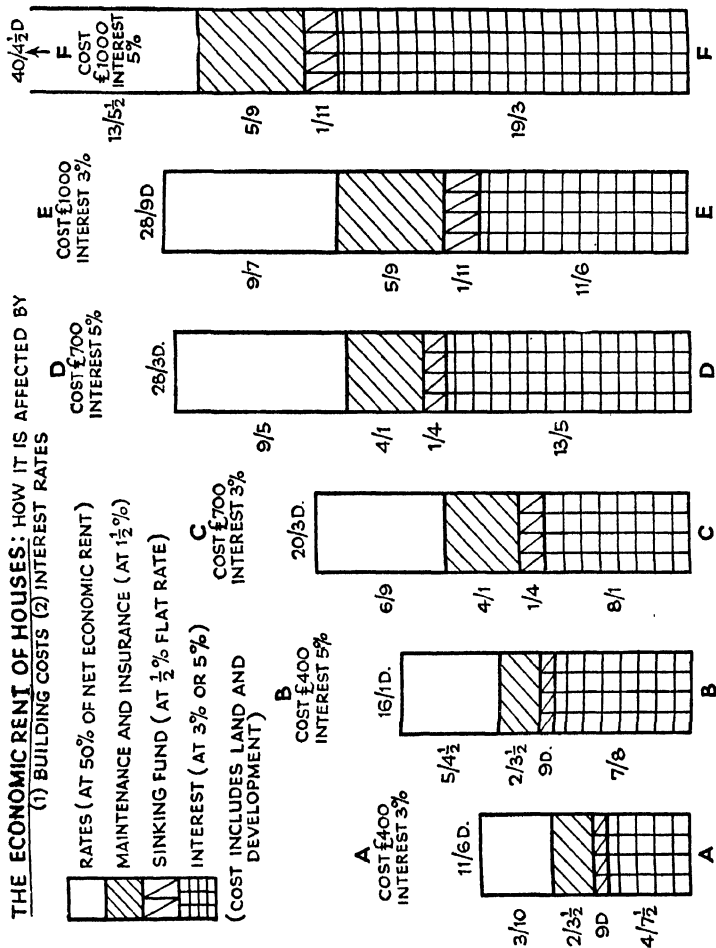 THE ECONOMIC RENT OF HOUSES: HOW IT IS AFFECTED BY
(1) BUILDING COSTS (2) INTEREST RATES
RATES (AT 50% OF NET ECONOMIC RENT)
MAINTENANCE AND INSURANCE (AT 1½%)
SINKING FUND (AT ½% FLAT RATE)
INTEREST (AT 3% OR 5%)
(COST INCLUDES LAND AND
DEVELOPMENT)
A
COST £400
INTEREST 3%
11/6D.
3/10
2/3½
9D
4/7½
A
B
COST £400
INTEREST 5%
16/1D.
5/4½
2/3½
9D.
7/8
B
C
COST £700
INTEREST 3%
20/3D.
6/9
4/1
1/4
8/1
C
D
COST £700
INTEREST 5%
28/3D.
9/5
4/1
1/4
13/5
D
E
COST £1000
INTEREST 3%
28/9D
9/7
5/9
1/11
11/6
E
40/4½D
F
COST
£1000
INTEREST
5%
13/5½
5/9
1/11
19/3
F